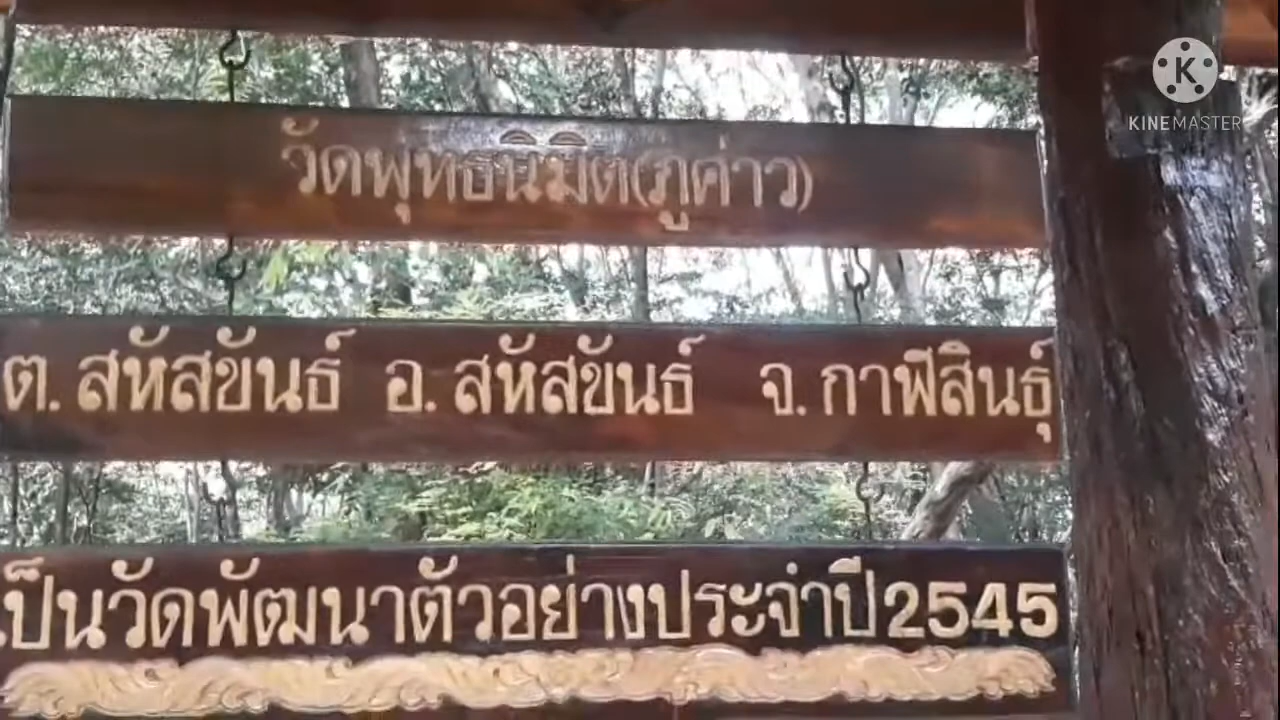 วัดพุทธนิมิต(ภูค่าว)
ต. สหัสขันธ์ อ. สหัสขันธ์ จ. กาฬสินธุ์
เป็นวัดพัฒนาตัวอย่างประจำปี2545
K
KINEMASTER